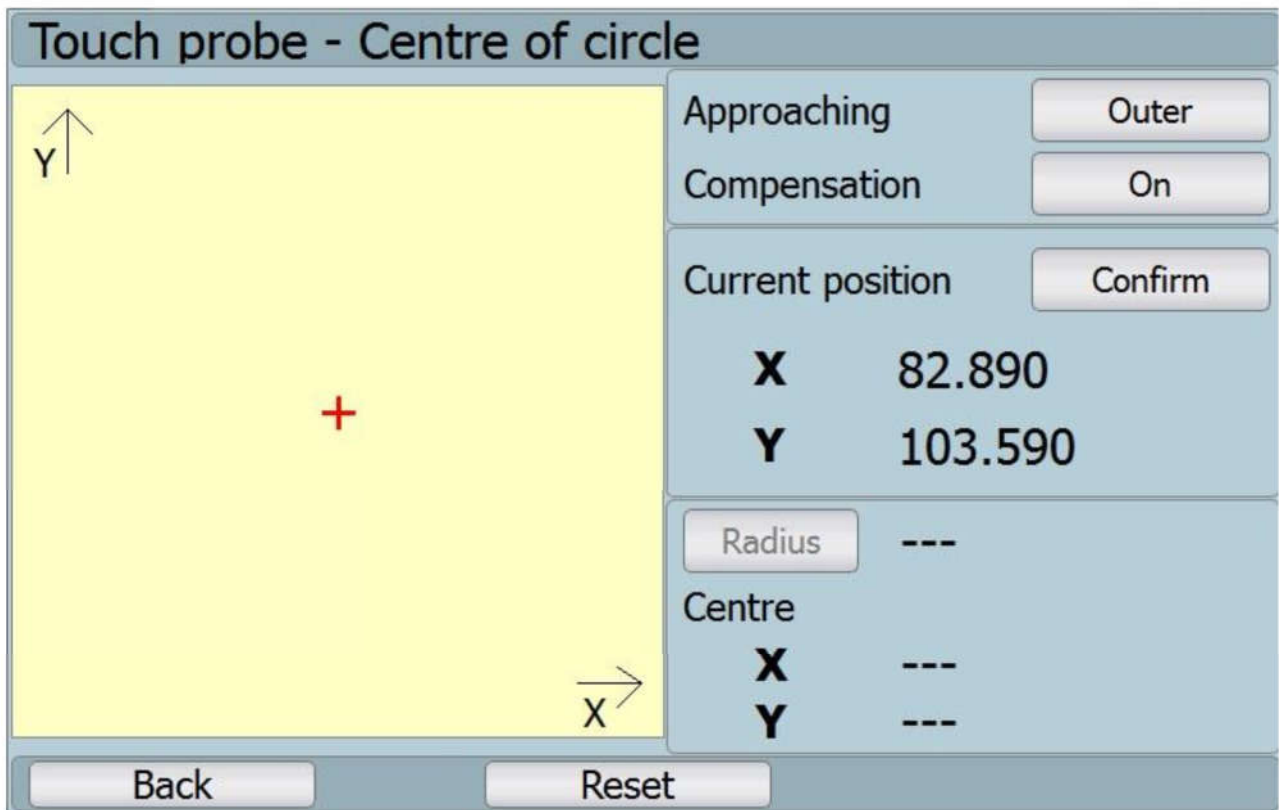 Touch probe - Centre of circle
Y
X
Approaching Outer
Compensation On
Current position Confirm
X 82.890
Y 103.590
Radius ---
Centre
X ---
Y ---
Back Reset